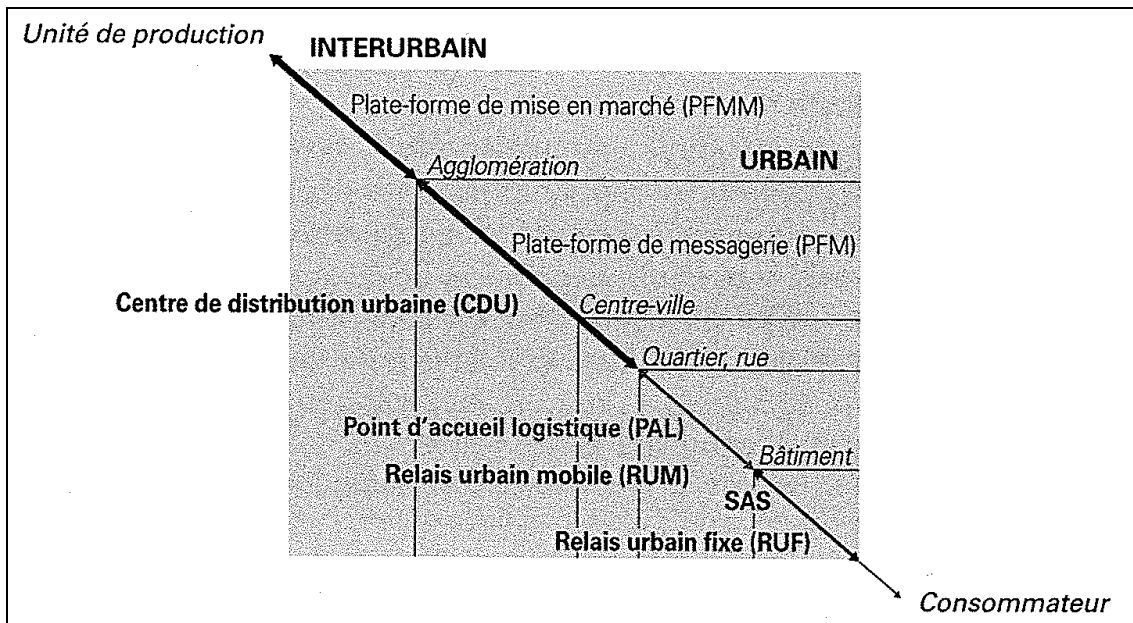 Unité de production
INTERURBAIN
Plate-forme de mise en marché (PFMM)
Agglomération
URBAIN
Plate-forme de messagerie (PFM)
Centre de distribution urbaine (CDU)
Centre-ville
Quartier, rue
Point d'accueil logistique (PAL)
Bâtiment
Relais urbain mobile (RUM)
SAS
Relais urbain fixe (RUF)
Consommateur